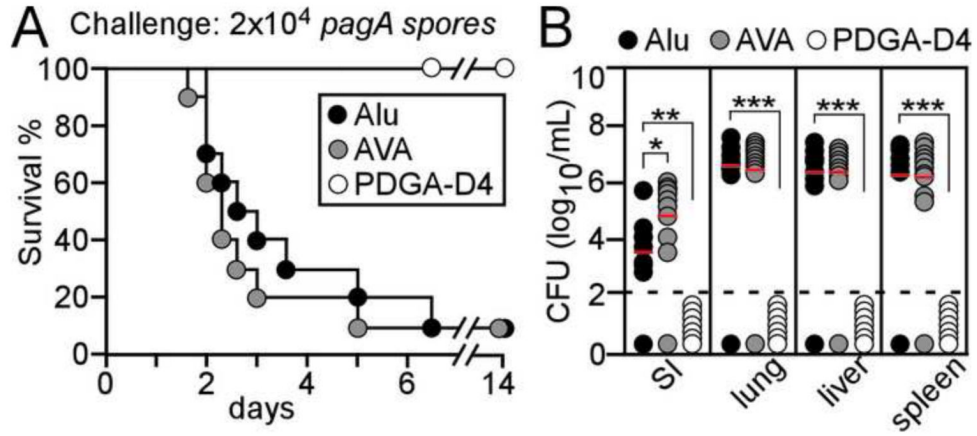 A
Challenge: 2x10⁴ pagA spores
Survival %
100
80
60
40
20
0
Alu
AVA
PDGA-D4
0
2
4
6
14
days
B
Alu
AVA
PDGA-D4
CFU (log10/mL)
10
8
6
4
2
0
**
*
***
***
***
SI
lung
liver
spleen